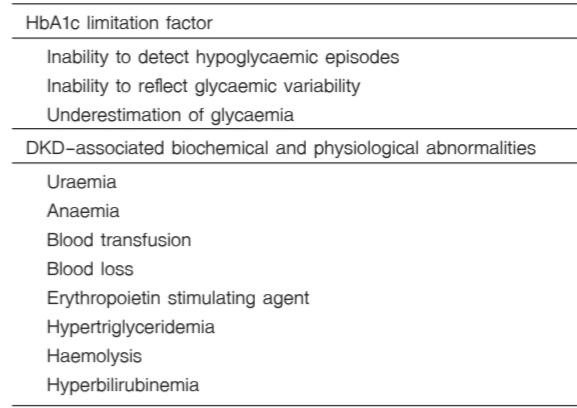 HbA1c limitation factor
Inability to detect hypoglycaemic episodes
Inability to reflect glycaemic variability
Underestimation of glycaemia
DKD-associated biochemical and physiological abnormalities
Uraemia
Anaemia
Blood transfusion
Blood loss
Erythropoietin stimulating agent
Hypertriglyceridemia
Haemolysis
Hyperbilirubinemia